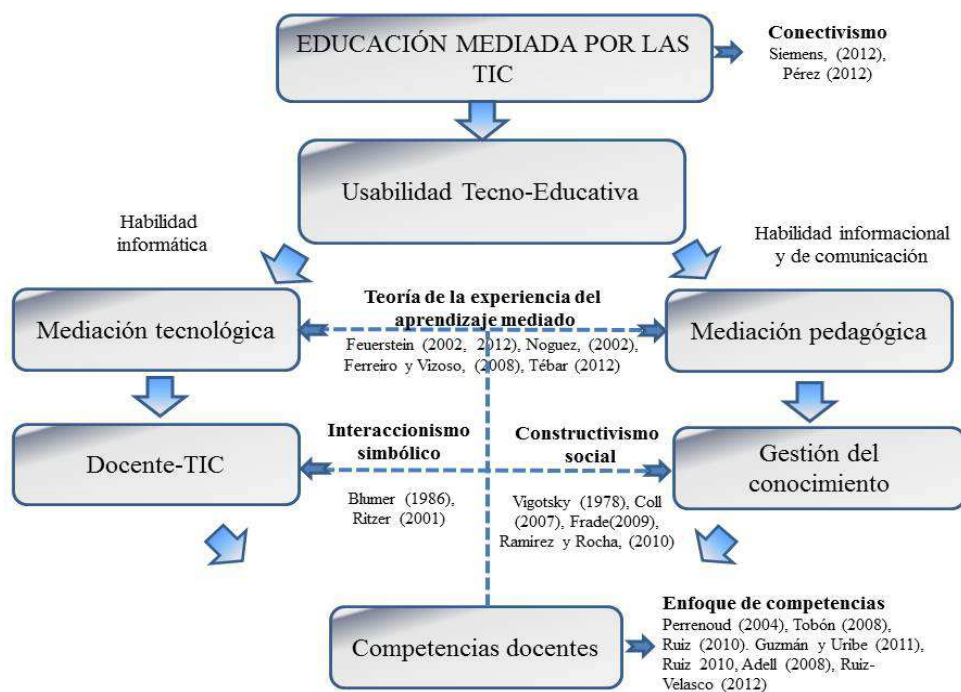 EDUCACIÓN MEDIADA POR LAS
TIC
Conectivismo
Siemens, (2012),
Pérez (2012)
Usabilidad Tecno-Educativa
Habilidad
informática
Habilidad informacional
y de comunicación
Mediación tecnológica
Teoría de la experiencia del
aprendizaje mediado
Feuerstein (2002, 2012), Noguez, (2002),
Ferreiro y Vizoso, (2008), Tébar (2012)
Mediación pedagógica
Docente-TIC
Interaccionismo
simbólico
Blumer (1986),
Ritzer (2001)
Constructivismo
social
Vigotsky (1978), Coll
(2007), Frade(2009),
Ramirez y Rocha, (2010)
Gestión del
conocimiento
Competencias docentes
Enfoque de competencias
Perrenoud (2004), Tobón (2008),
Ruiz (2010). Guzmán y Uribe (2011),
Ruiz 2010, Adell (2008), Ruiz-
Velasco (2012)